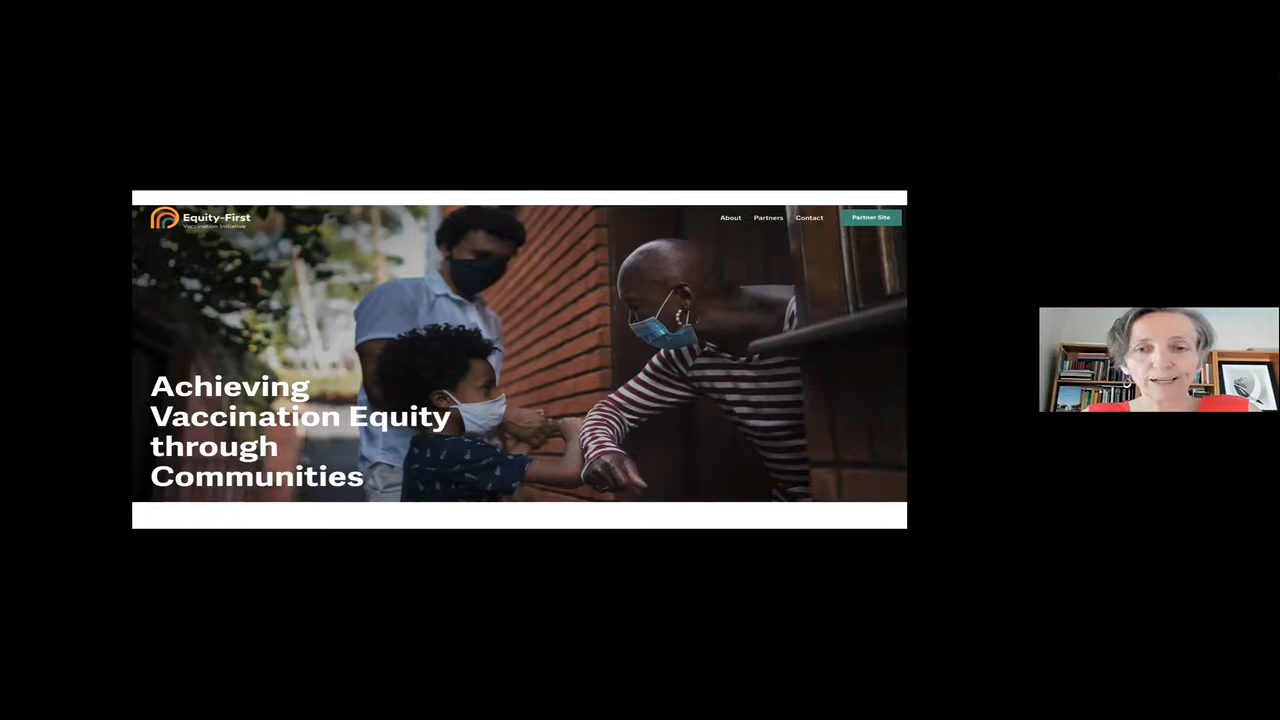 Equity-First
Vaccination Initiative
About
Partners
Contact
Partner Site
Achieving
Vaccination Equity
through
Communities